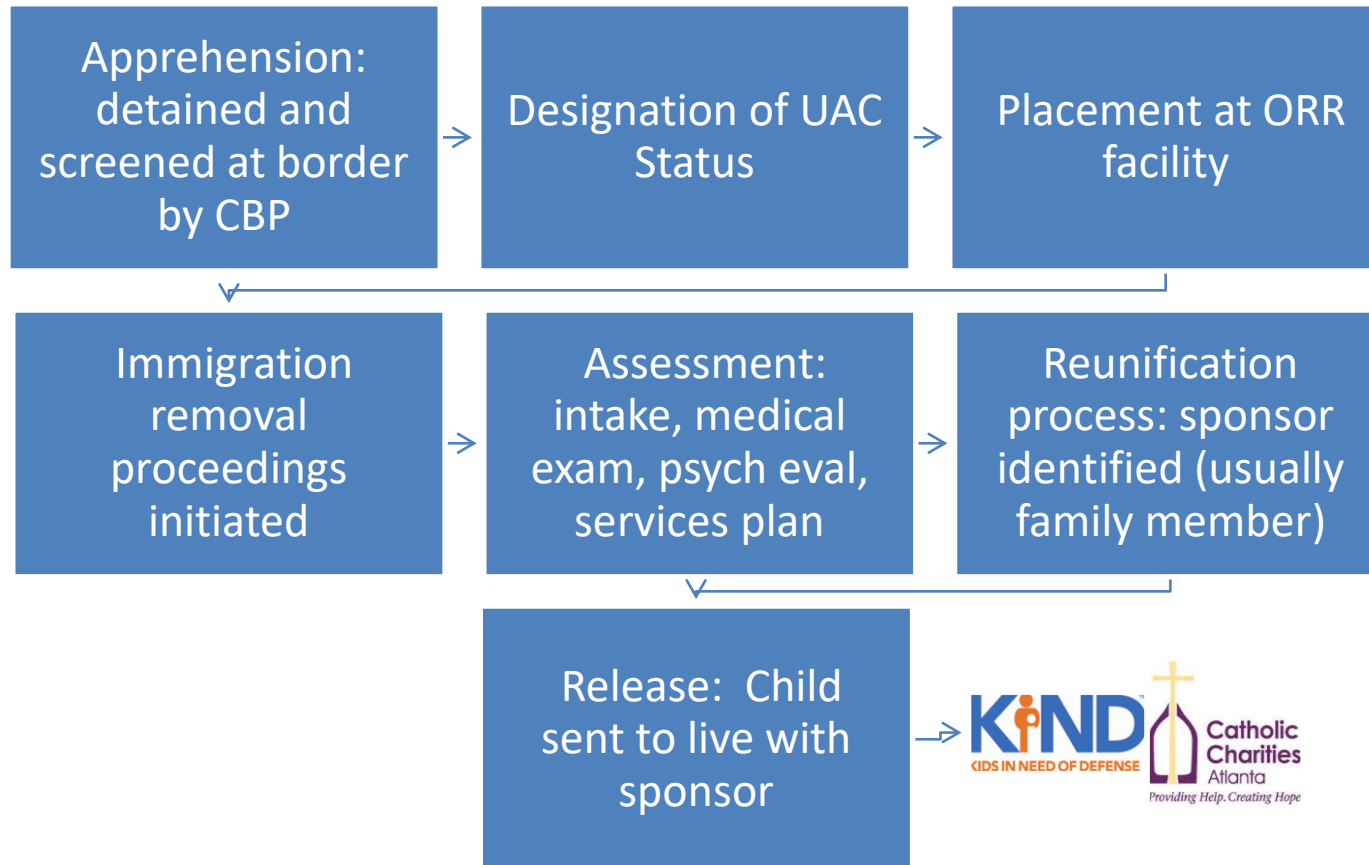 Apprehension:
detained and
screened at border
by CBP
Designation of UAC
Status
Placement at ORR
facility
Immigration
removal
proceedings
initiated
Assessment:
intake, medical
exam, psych eval,
services plan
Reunification
process: sponsor
identified (usually
family member)
Release: Child
sent to live with
sponsor
KIND™
KIDS IN NEED OF DEFENSE
Catholic
Charities
Atlanta
Providing Help. Creating Hope